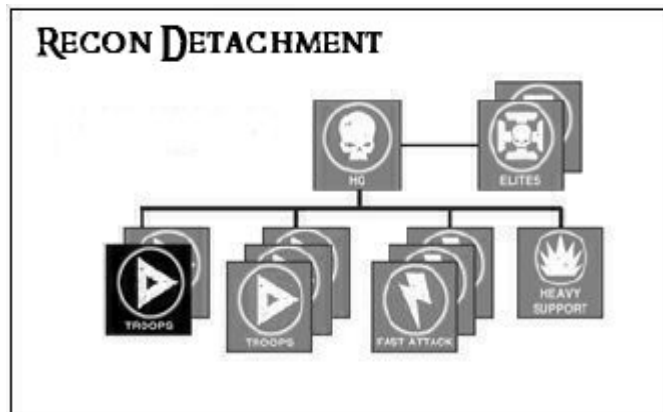 RECON DETACHMENT
HQ
ELITES
TROOPS
TROOPS
FAST ATTACK
HEAVY
SUPPORT